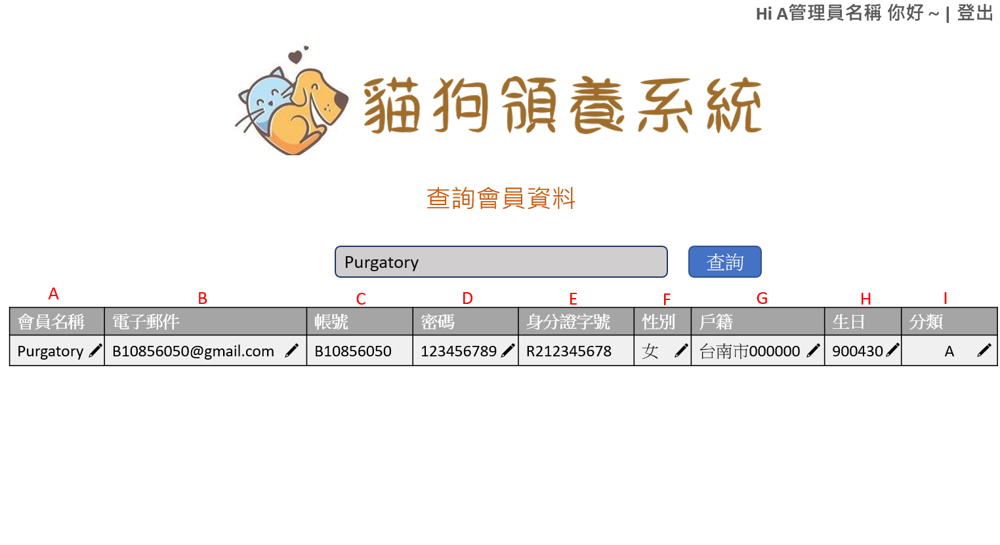 Hi A管理員名稱 你好 ~ | 登出
貓狗領養系統
查詢會員資料
Purgatory 查詢
A B C D E F G H I
會員名稱 電子郵件 帳號 密碼 身分證字號 性別 戶籍 生日 分類
Purgatory B10856050@gmail.com B10856050 123456789 R212345678 女 台南市000000 900430 A